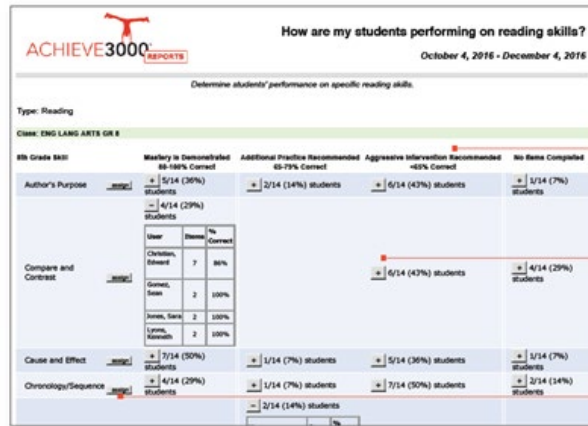 How are my students performing on reading skills?
ACHIEVE3000
REPORTS
October 4, 2016 - December 4, 2016
Determine students' performance on specific reading skills.
Type: Reading
Class: ENG LANG ARTS GR 8
8th Grade Skill Mastery is Demonstrated Additional Practice Recommended Aggressive Intervention Recommended No Items Completed
80-100% Correct 65-79% Correct <65% Correct
Author's Purpose assign + 5/14 (36%) students + 2/14 (14%) students + 6/14 (43%) students + 1/14 (7%) students
Compare and Contrast assign − 4/14 (29%) students
User Items % Correct
Christian, Edward 7 86%
Gomez, Sean 2 100%
Jones, Sara 2 100%
Lyons, Kenneth 2 100%
+ 6/14 (43%) students + 4/14 (29%) students
Cause and Effect assign + 7/14 (50%) students + 1/14 (7%) students + 5/14 (36%) students + 1/14 (7%) students
Chronology/Sequence assign + 4/14 (29%) students + 1/14 (7%) students + 7/14 (50%) students + 2/14 (14%) students
− 2/14 (14%) students
%